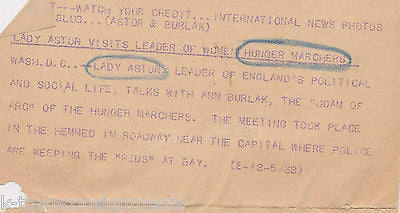 7---WATCH YOUR CREDIT...INTERNATIONAL NEWS PHOTOS
SLUG...(ASTOR & BURLAK)
LADY ASTOR VISITS LEADER OF WOMEN HUNGER MARCHERS
WASH.D.C...LADY ASTOR, LEADER OF ENGLAND'S POLITICAL
AND SOCIAL LIFE, TALKS WITH ANN BURLAK, THE "JOAN OF
ARC" OF THE HUNGER MARCHERS. THE MEETING TOOK PLACE
IN THE HEMMED IN ROADWAY NEAR THE CAPITAL WHERE POLICE
ARE KEEPING THE "REDS" AT BAY. (E-12-5-32)